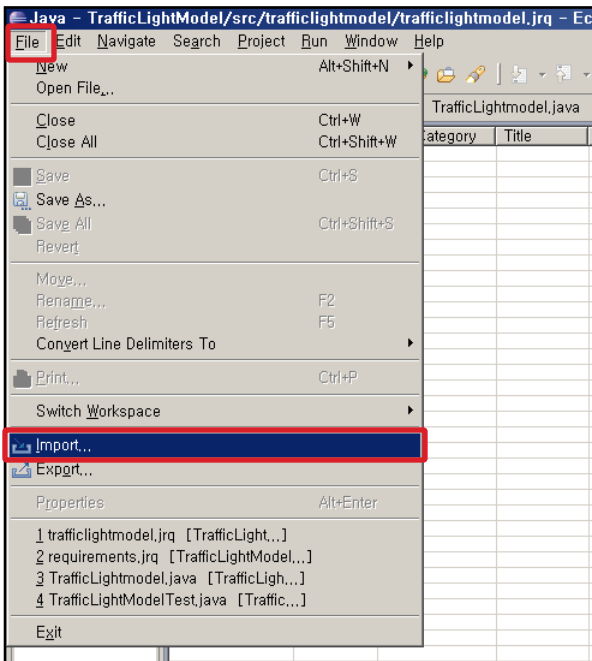 Java - TrafficLightModel/src/trafficlightmodel/trafficlightmodel.jrq - Ec
File Edit Navigate Search Project Run Window Help
New Alt+Shift+N
Open File...
TrafficLightmodel.java
Close Ctrl+W
Category Title
Close All Ctrl+Shift+W
Save Ctrl+S
Save As...
Save All Ctrl+Shift+S
Revert
Move...
Rename... F2
Refresh F5
Convert Line Delimiters To
Print... Ctrl+P
Switch Workspace
Import...
Export...
Properties Alt+Enter
1 trafficlightmodel.jrq [TrafficLight...]
2 requirements.jrq [TrafficLightModel...]
3 TrafficLightmodel.java [TrafficLigh...]
4 TrafficLightModelTest.java [Traffic...]
Exit